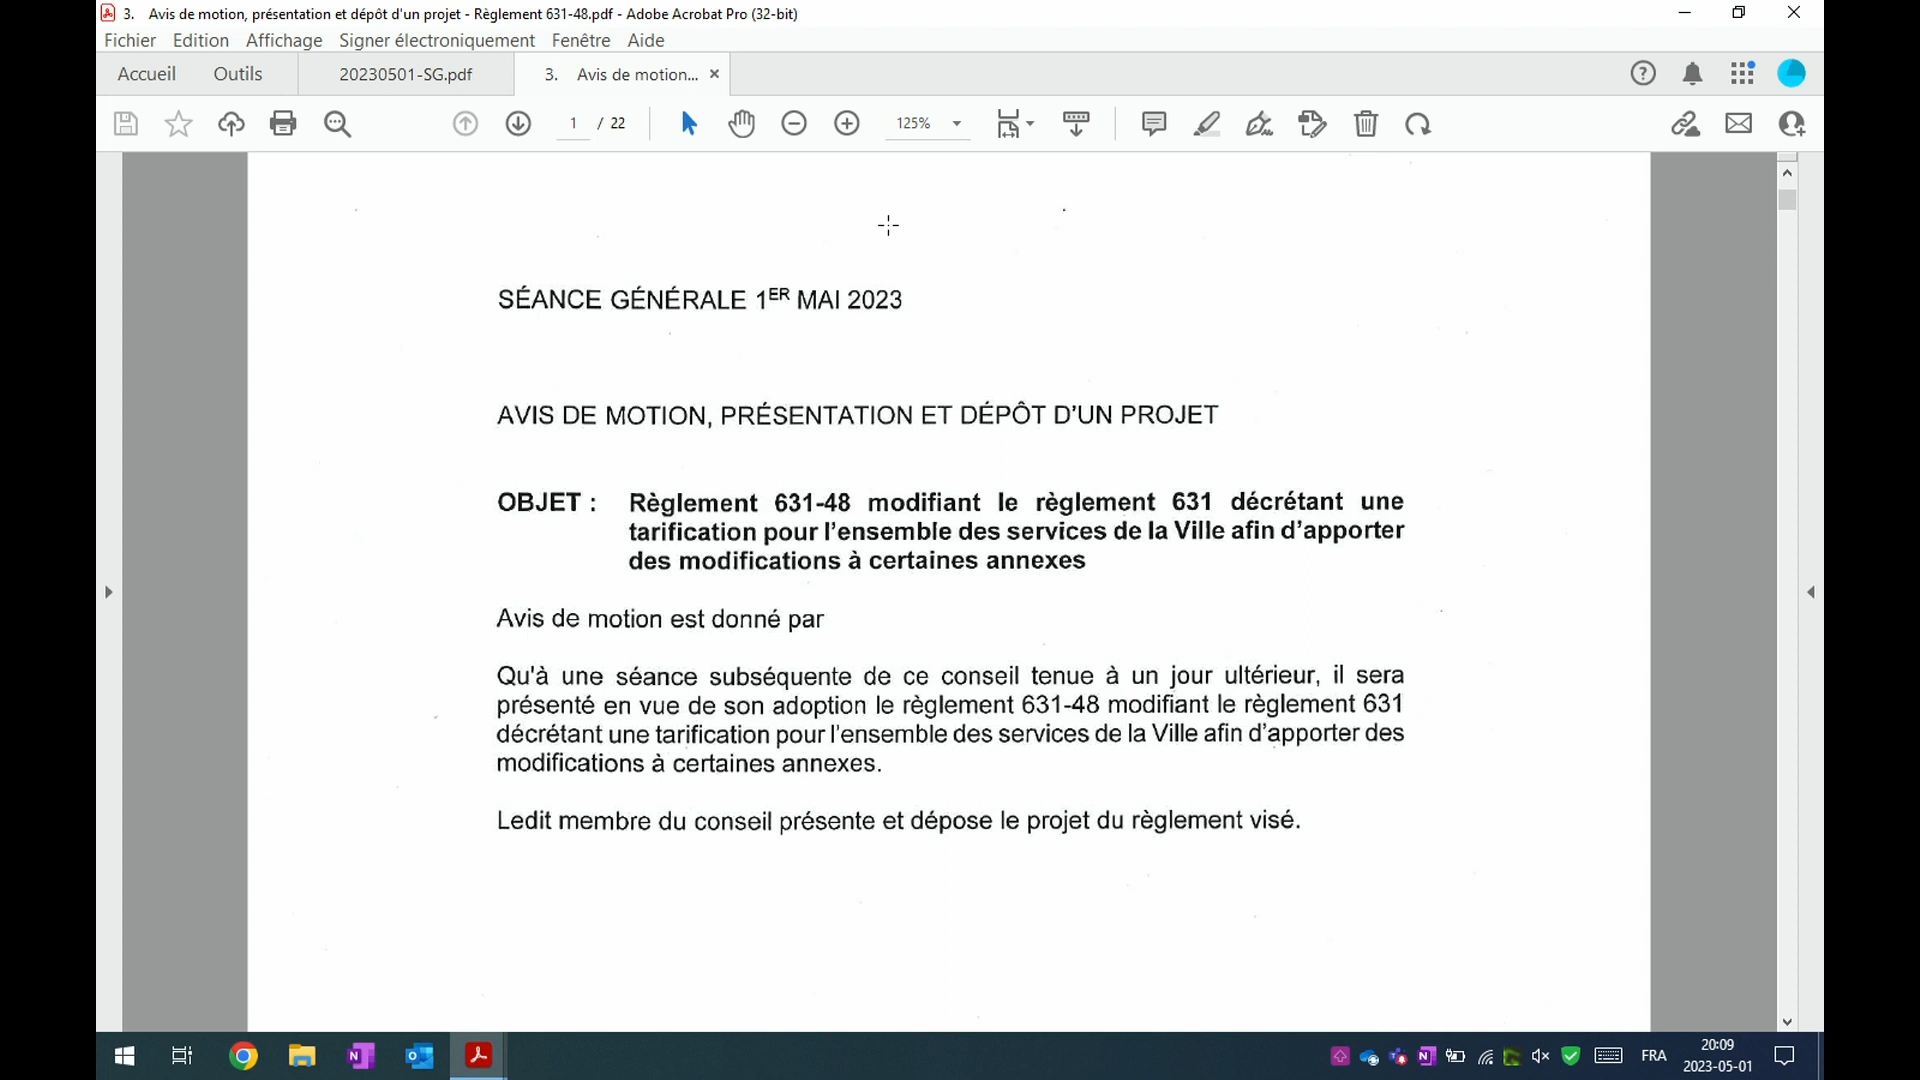 3. Avis de motion, présentation et dépôt d'un projet - Règlement 631-48.pdf - Adobe Acrobat Pro (32-bit)
Fichier Edition Affichage Signer électroniquement Fenêtre Aide
Accueil Outils 20230501-SG.pdf 3. Avis de motion...
1 / 22 125%
SÉANCE GÉNÉRALE 1ER MAI 2023
AVIS DE MOTION, PRÉSENTATION ET DÉPÔT D'UN PROJET
OBJET : Règlement 631-48 modifiant le règlement 631 décrétant une
tarification pour l'ensemble des services de la Ville afin d'apporter
des modifications à certaines annexes
Avis de motion est donné par
Qu'à une séance subséquente de ce conseil tenue à un jour ultérieur, il sera
présenté en vue de son adoption le règlement 631-48 modifiant le règlement 631
décrétant une tarification pour l'ensemble des services de la Ville afin d'apporter des
modifications à certaines annexes.
Ledit membre du conseil présente et dépose le projet du règlement visé.
FRA
20:09
2023-05-01